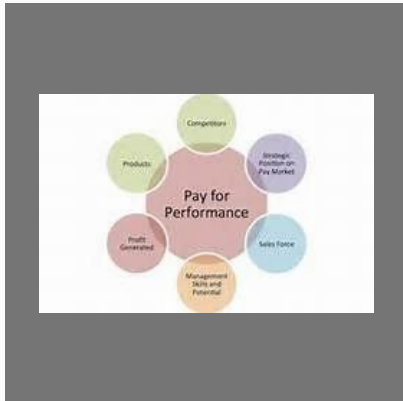 Competitors
Strategic
Position on
Pay Market
Products
Pay for
Performance
Profit
Generated
Sales Force
Management
Skills and
Potential